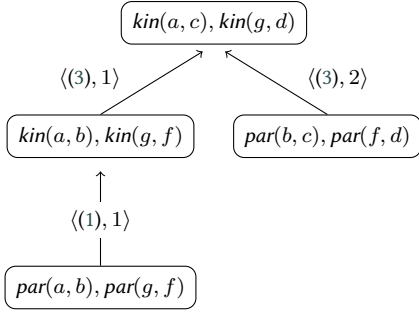 kin(a, c), kin(g, d)
⟨(3), 1⟩
⟨(3), 2⟩
kin(a, b), kin(g, f)
par(b, c), par(f, d)
⟨(1), 1⟩
par(a, b), par(g, f)